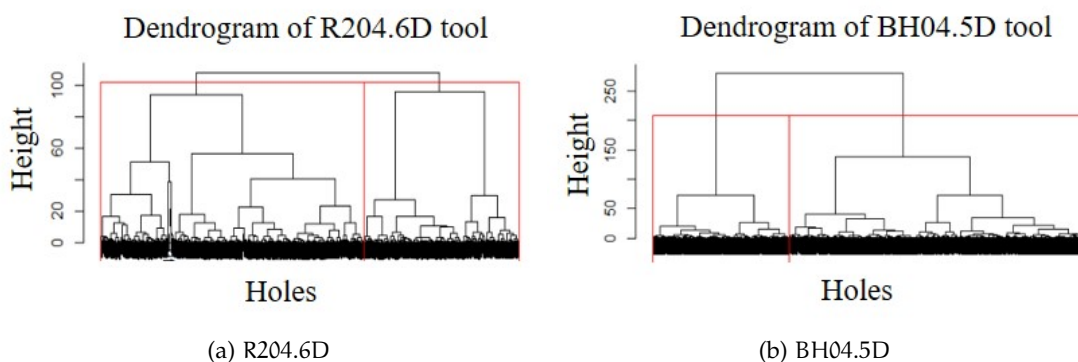 Dendrogram of R204.6D tool
Height
100
60
20
0
Holes
(a) R204.6D
Dendrogram of BH04.5D tool
Height
250
150
50
0
Holes
(b) BH04.5D